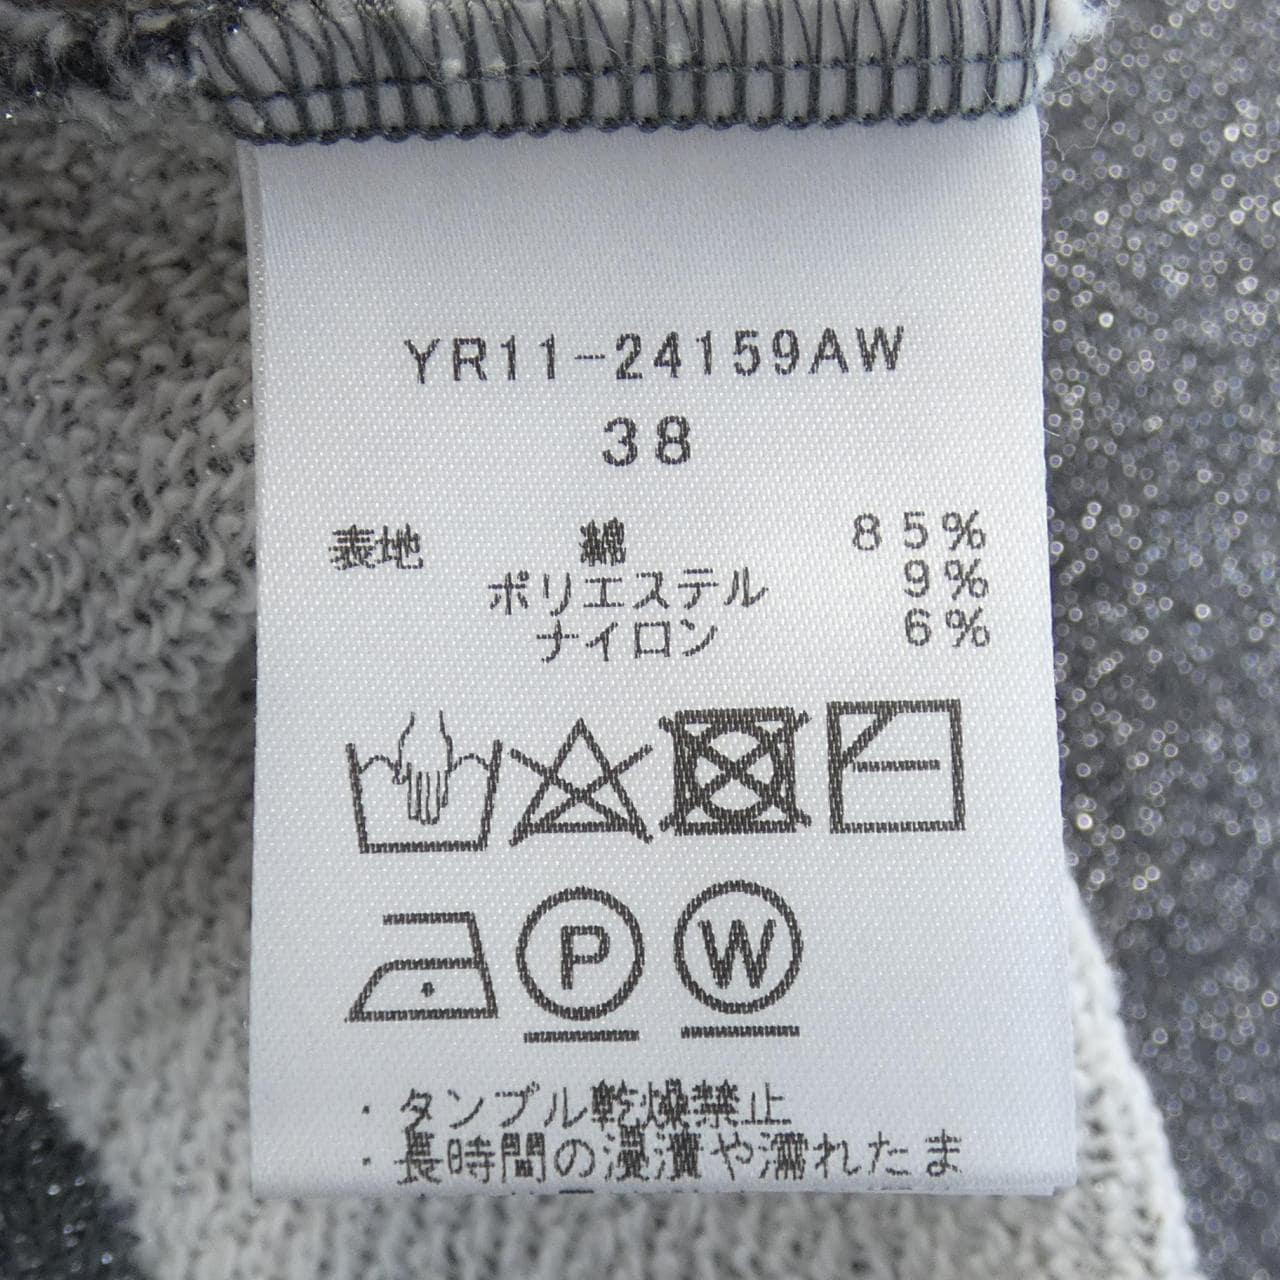 YR11-24159AW
38
表地 綿 85%
ポリエステル 9%
ナイロン 6%
P W
・タンブル乾燥禁止
・長時間の浸漬や濡れたま